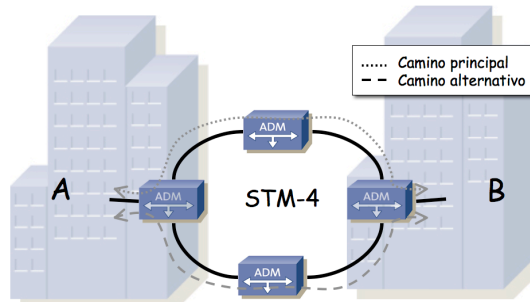 Camino principal
Camino alternativo
ADM
A
ADM
STM-4
ADM
B
ADM